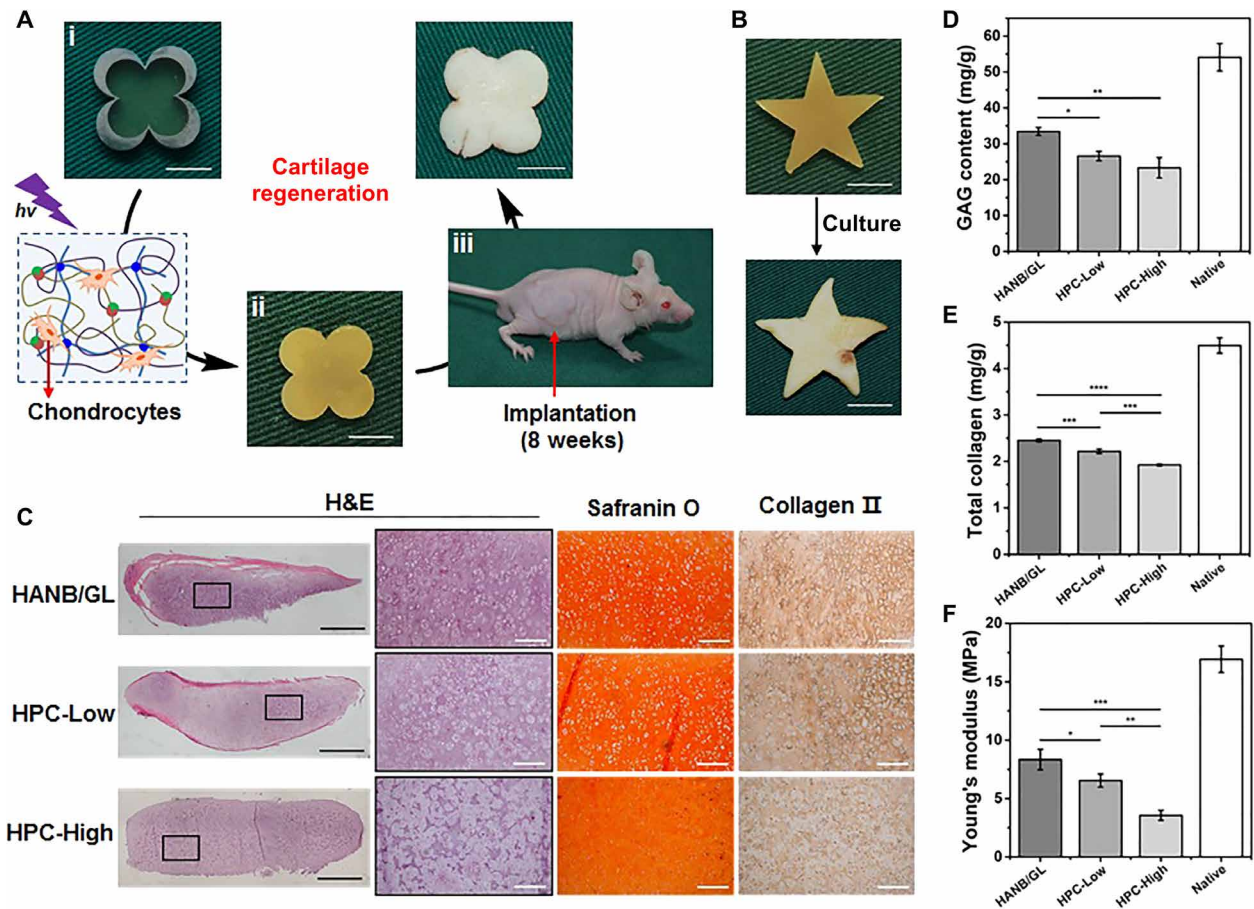 A
i
hv
Chondrocytes
ii
Cartilage
regeneration
iii
Implantation
(8 weeks)
B
Culture
C
H&E
Safranin O
Collagen II
HANB/GL
HPC-Low
HPC-High
D
GAG content (mg/g)
60
50
40
30
20
10
0
**
*
HANB/GL
HPC-Low
HPC-High
Native
E
Total collagen (mg/g)
5
4
3
2
1
0
****
***
***
HANB/GL
HPC-Low
HPC-High
Native
F
Young's modulus (MPa)
20
15
10
5
0
***
*
**
HANB/GL
HPC-Low
HPC-High
Native